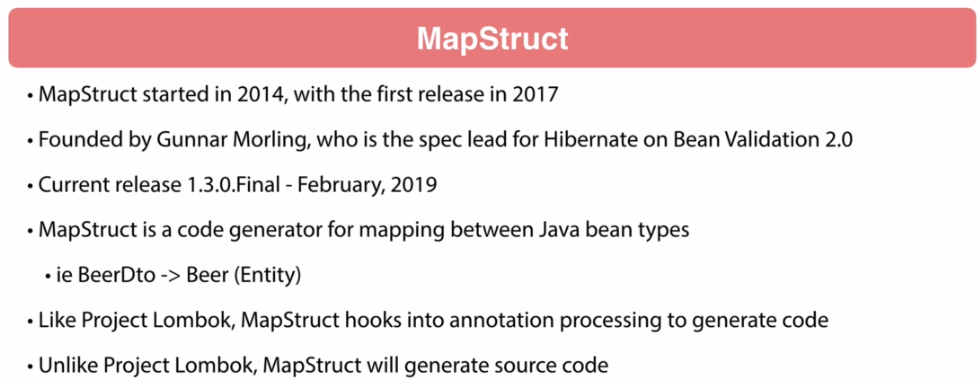 MapStruct
• MapStruct started in 2014, with the first release in 2017
• Founded by Gunnar Morling, who is the spec lead for Hibernate on Bean Validation 2.0
• Current release 1.3.0.Final - February, 2019
• MapStruct is a code generator for mapping between Java bean types
• ie BeerDto -> Beer (Entity)
• Like Project Lombok, MapStruct hooks into annotation processing to generate code
• Unlike Project Lombok, MapStruct will generate source code